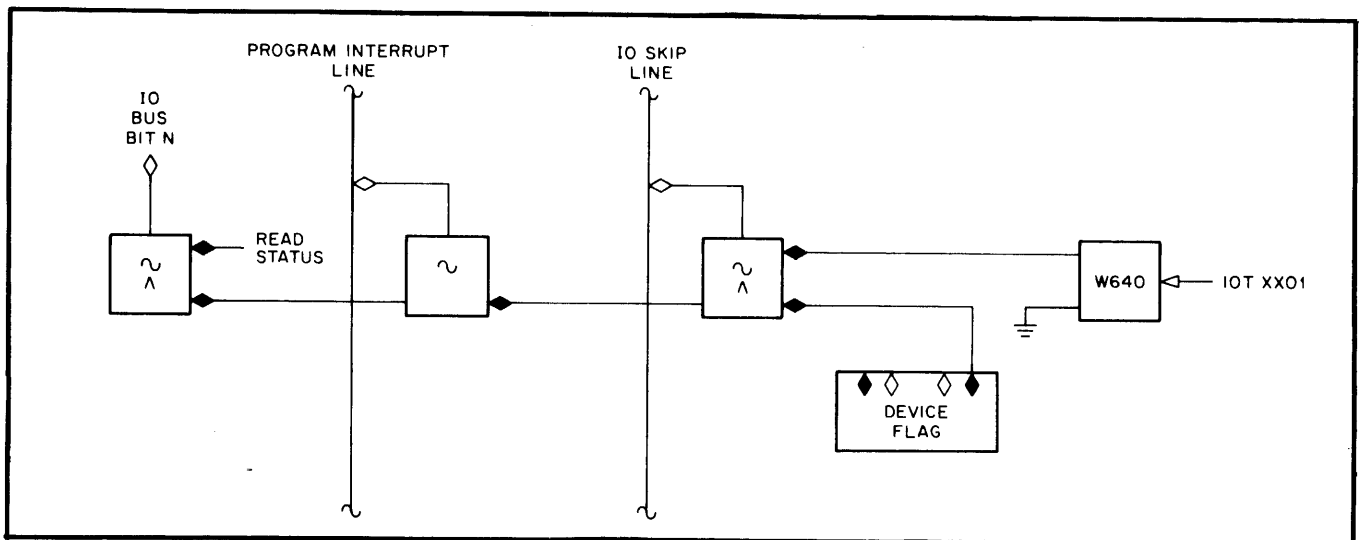 PROGRAM INTERRUPT
LINE
IO SKIP
LINE
IO
BUS
BIT N
READ
STATUS
∿
∧
∿
∿
∧
W640
IOT XX01
DEVICE
FLAG